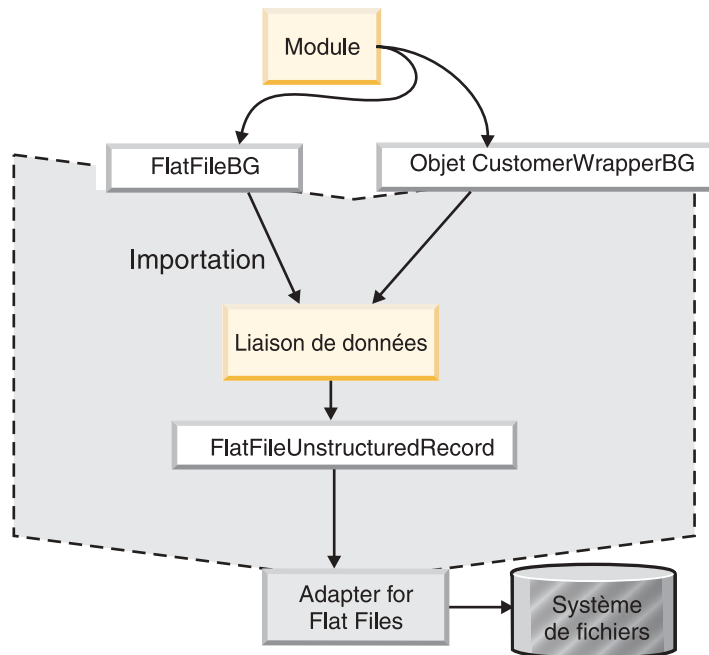 Module
FlatFileBG
Objet CustomerWrapperBG
Importation
Liaison de données
FlatFileUnstructuredRecord
Adapter for
Flat Files
Système
de fichiers